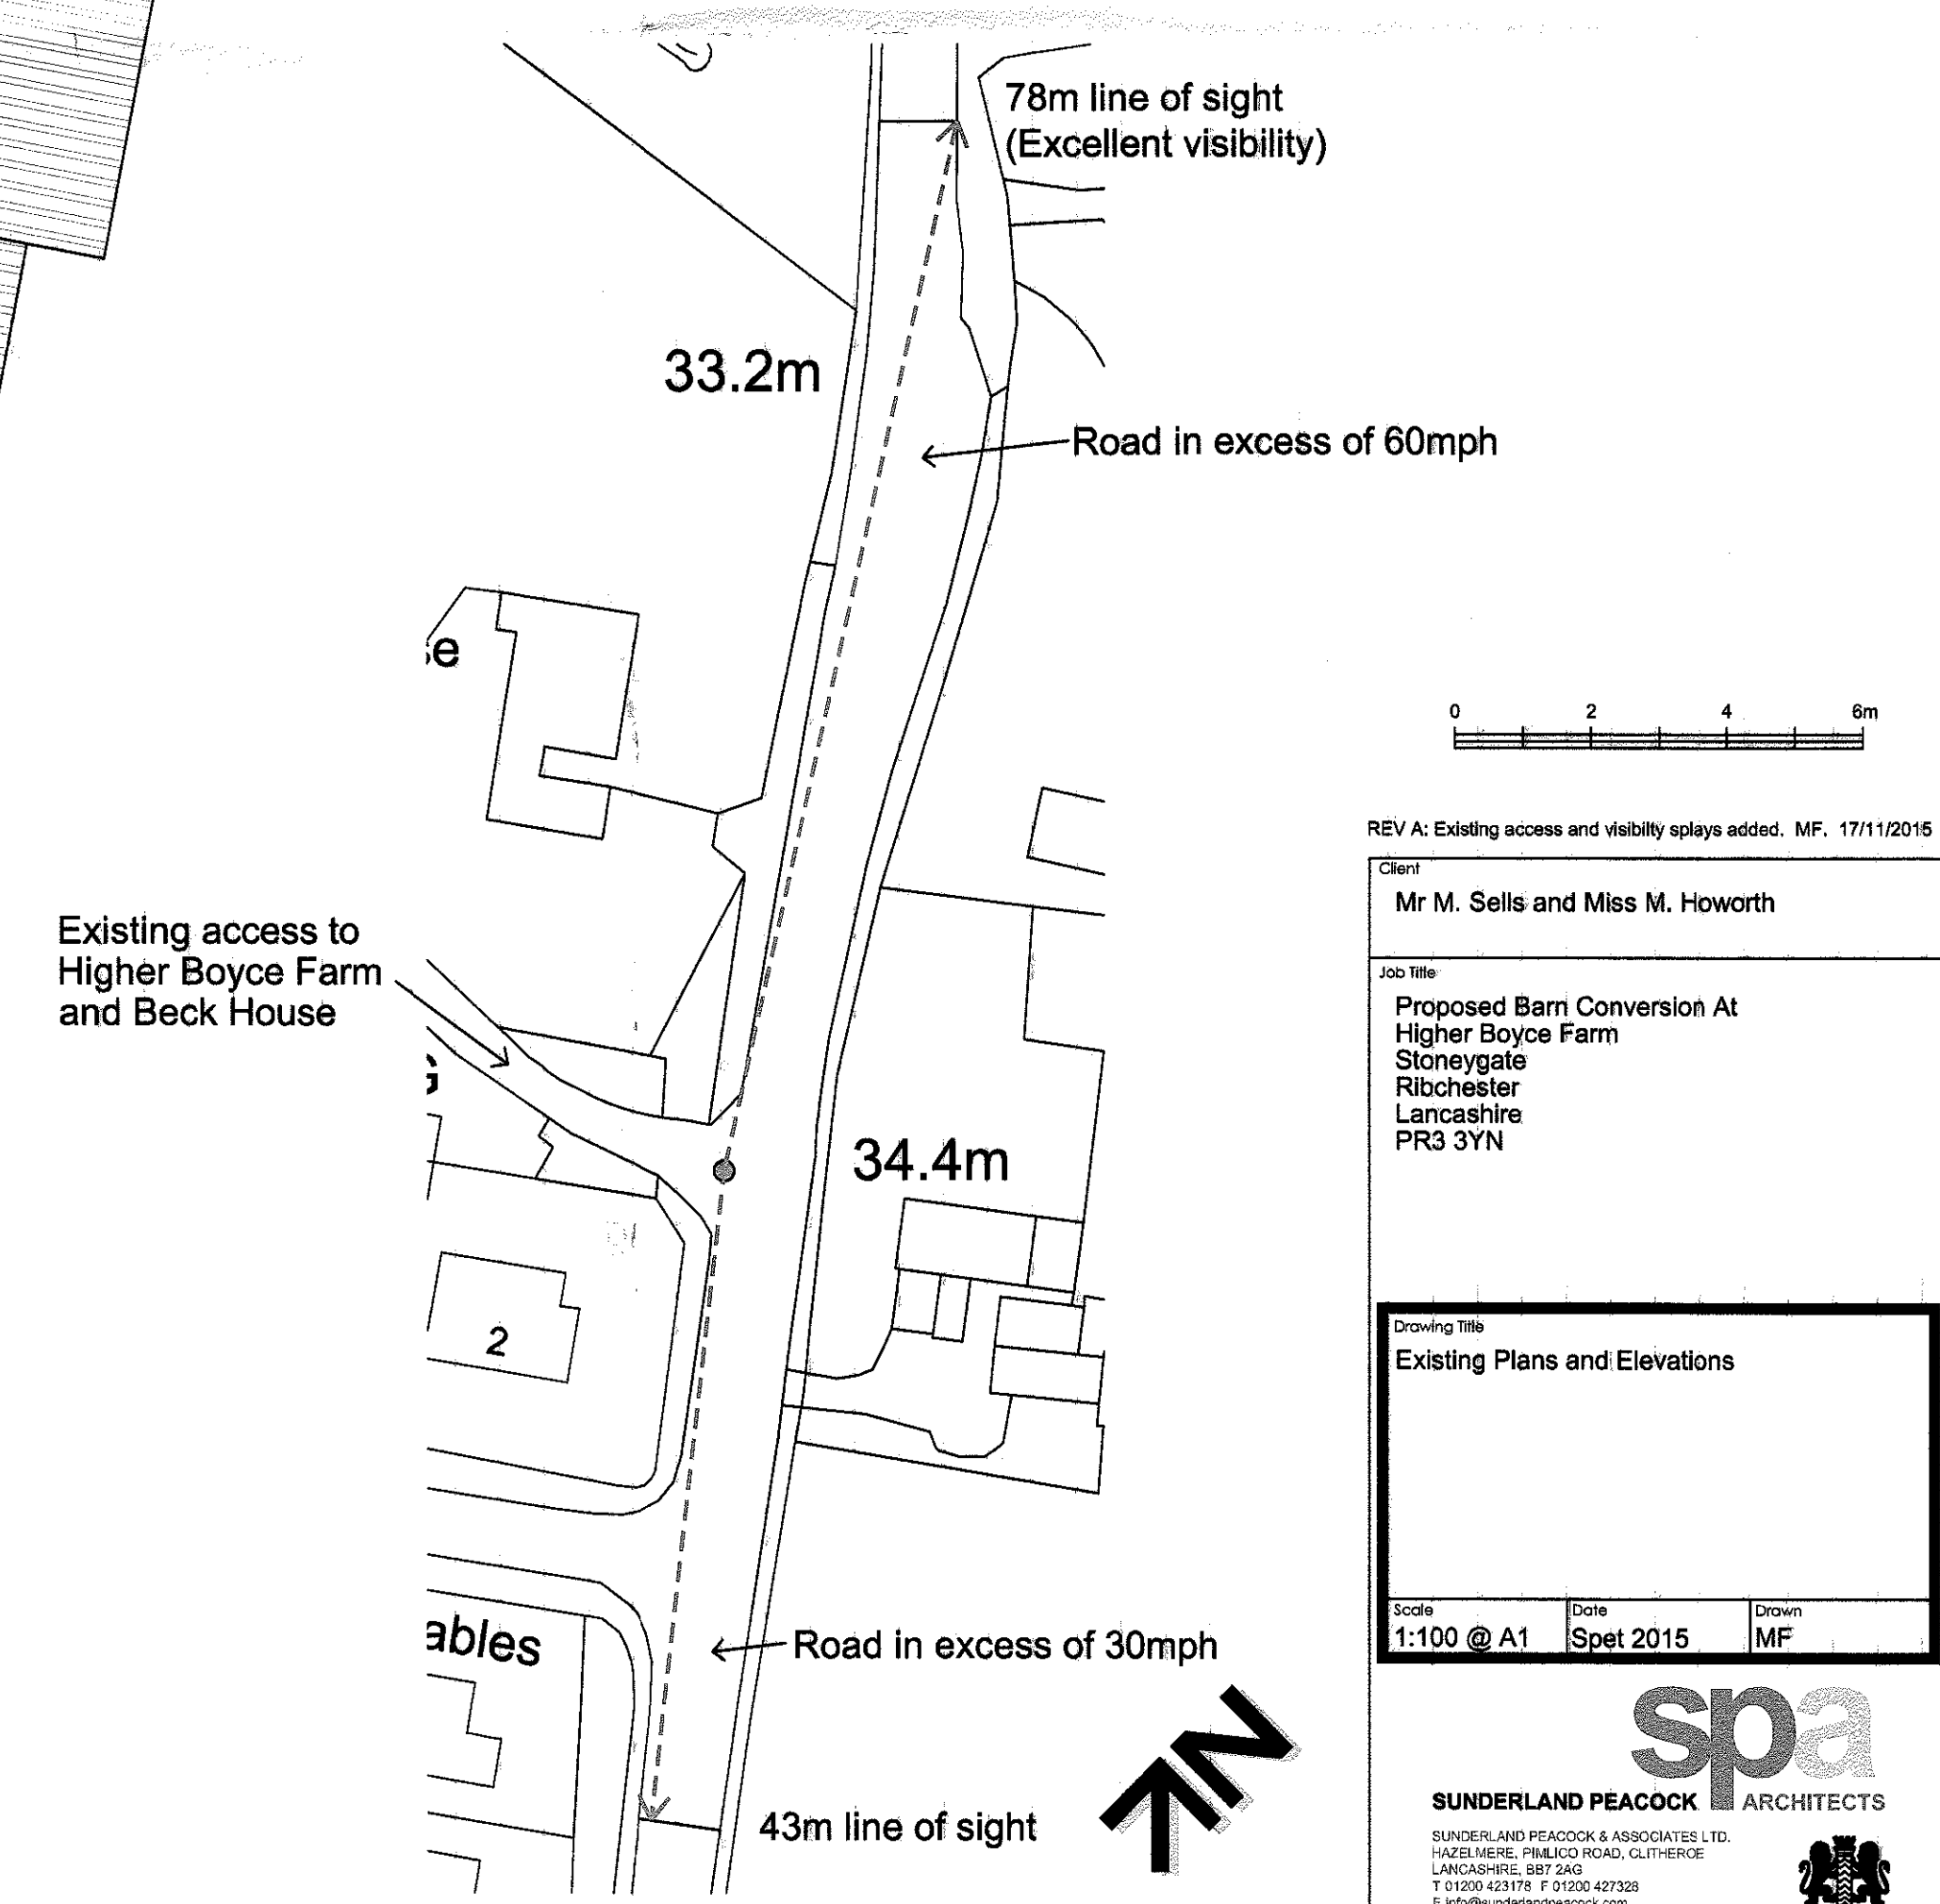 78m line of sight
(Excellent visibility)
33.2m
Road in excess of 60mph
Existing access to
Higher Boyce Farm
and Beck House
34.4m
2
ables
Road in excess of 30mph
43m line of sight
N
0 2 4 6m
REV A: Existing access and visibilty splays added. MF. 17/11/2015
Client
Mr M. Sells and Miss M. Howorth
Job Title
Proposed Barn Conversion At
Higher Boyce Farm
Stoneygate
Ribchester
Lancashire
PR3 3YN
Drawing Title
Existing Plans and Elevations
Scale
1:100 @ A1
Date
Spet 2015
Drawn
MF
spa
SUNDERLAND PEACOCK ARCHITECTS
SUNDERLAND PEACOCK & ASSOCIATES LTD.
HAZELMERE, PIMLICO ROAD, CLITHEROE
LANCASHIRE, BB7 2AG
T 01200 423178 F 01200 427328
E info@sunderlandpeacock.com